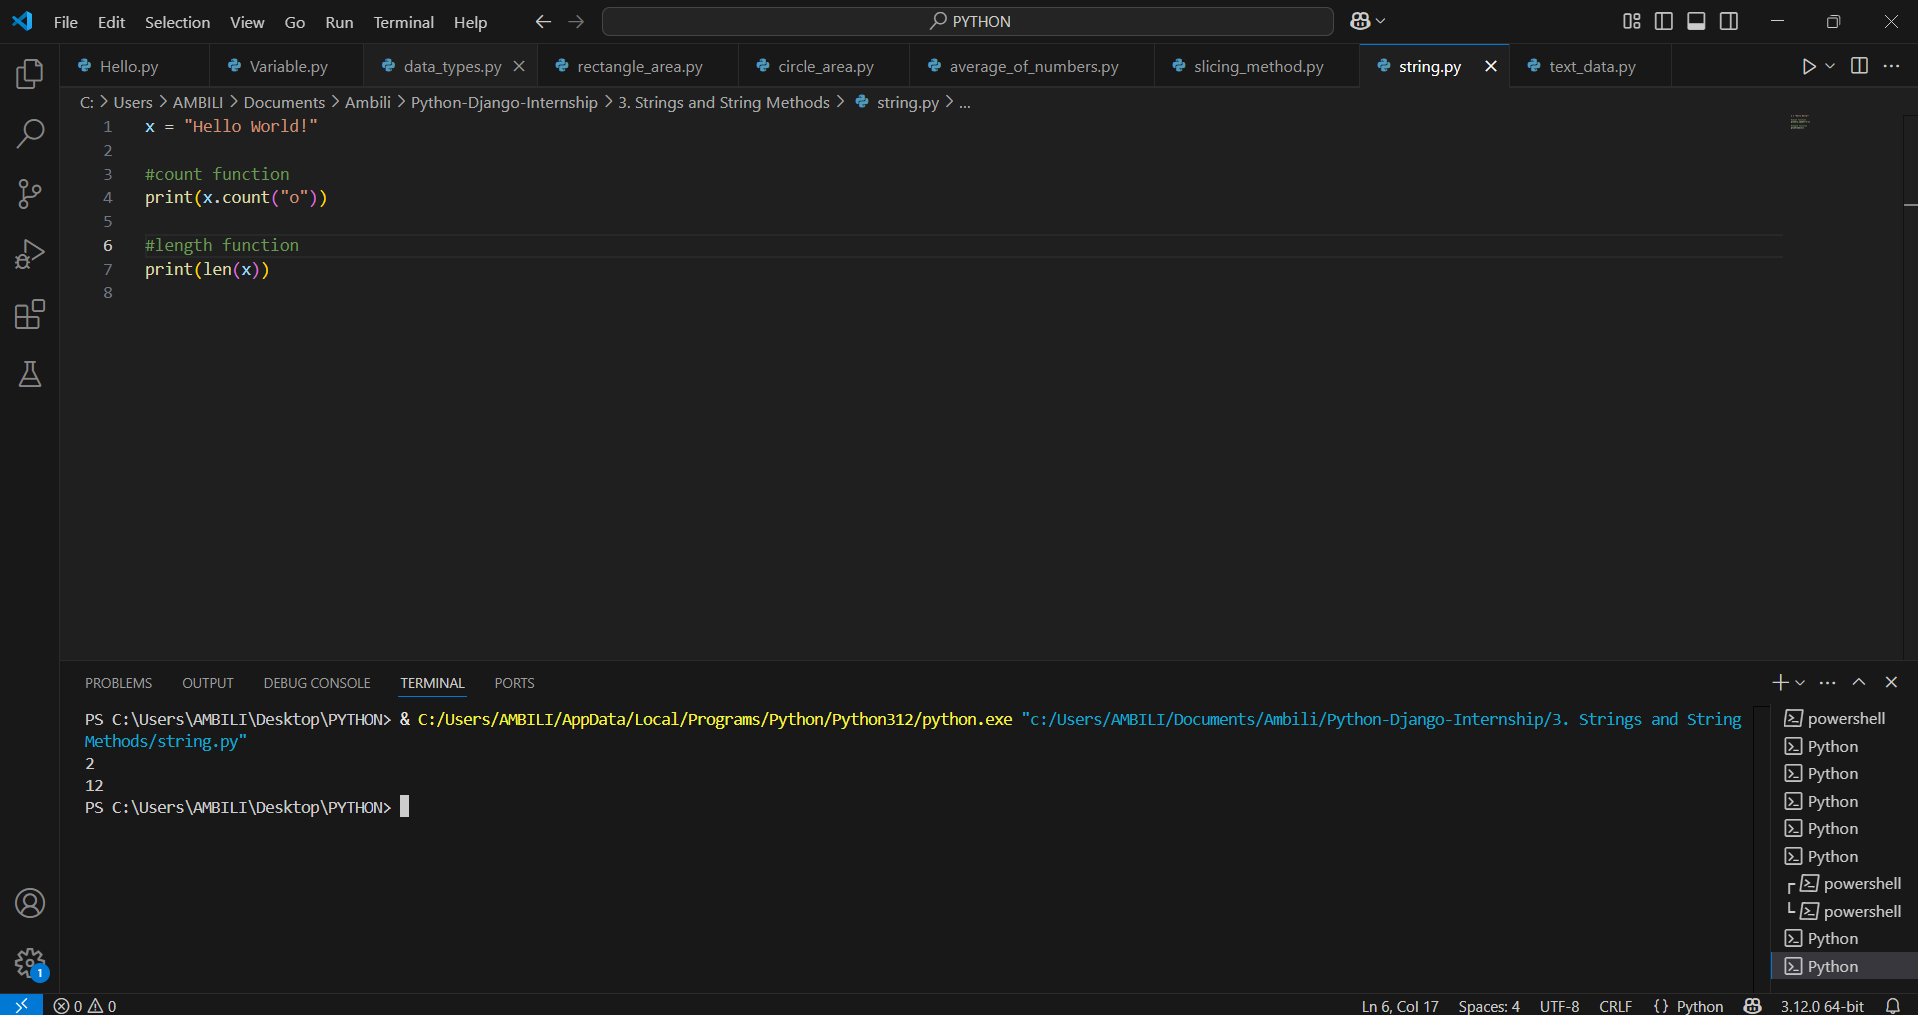 File Edit Selection View Go Run Terminal Help PYTHON
Hello.py Variable.py data_types.py rectangle_area.py circle_area.py average_of_numbers.py slicing_method.py string.py text_data.py
C: > Users > AMBILI > Documents > Ambili > Python-Django-Internship > 3. Strings and String Methods > string.py > ...
1 x = "Hello World!"
2
3 #count function
4 print(x.count("o"))
5
6 #length function
7 print(len(x))
8
PROBLEMS OUTPUT DEBUG CONSOLE TERMINAL PORTS
PS C:\Users\AMBILI\Desktop\PYTHON> & C:/Users/AMBILI/AppData/Local/Programs/Python/Python312/python.exe "c:/Users/AMBILI/Documents/Ambili/Python-Django-Internship/3. Strings and String
Methods/string.py"
2
12
PS C:\Users\AMBILI\Desktop\PYTHON>
powershell
Python
Python
Python
Python
Python
powershell
powershell
Python
Python
1
0 0 Ln 6, Col 17 Spaces: 4 UTF-8 CRLF {} Python 3.12.0 64-bit